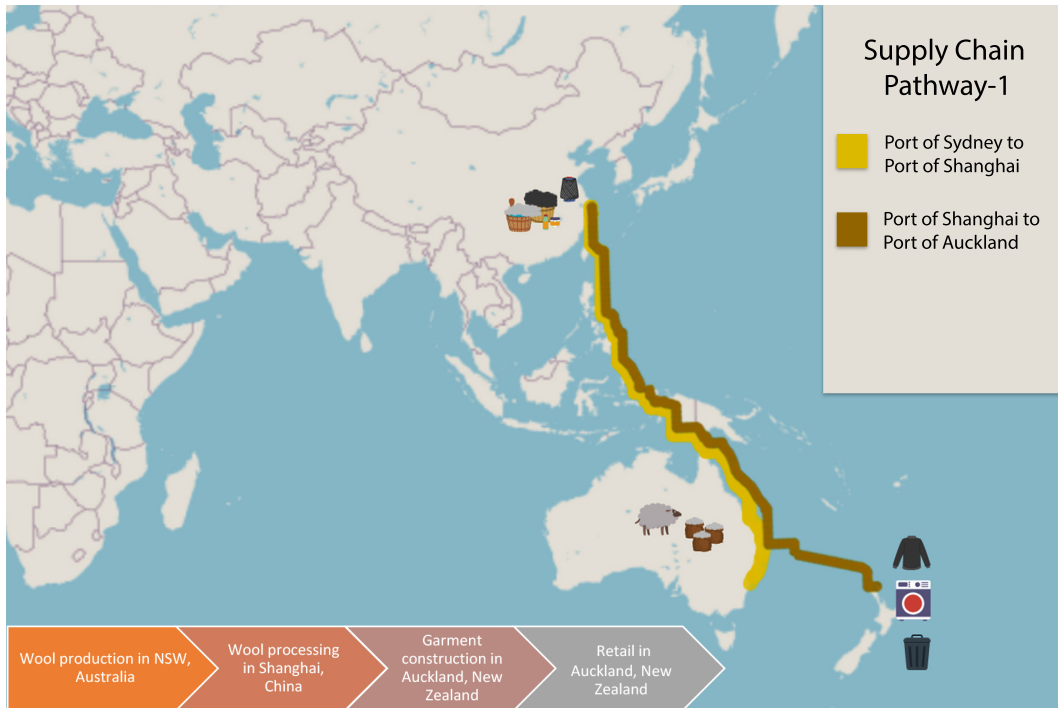 Supply Chain
Pathway-1
Port of Sydney to
Port of Shanghai
Port of Shanghai to
Port of Auckland
Wool production in NSW,
Australia
Wool processing
in Shanghai,
China
Garment
construction in
Auckland, New
Zealand
Retail in
Auckland, New
Zealand